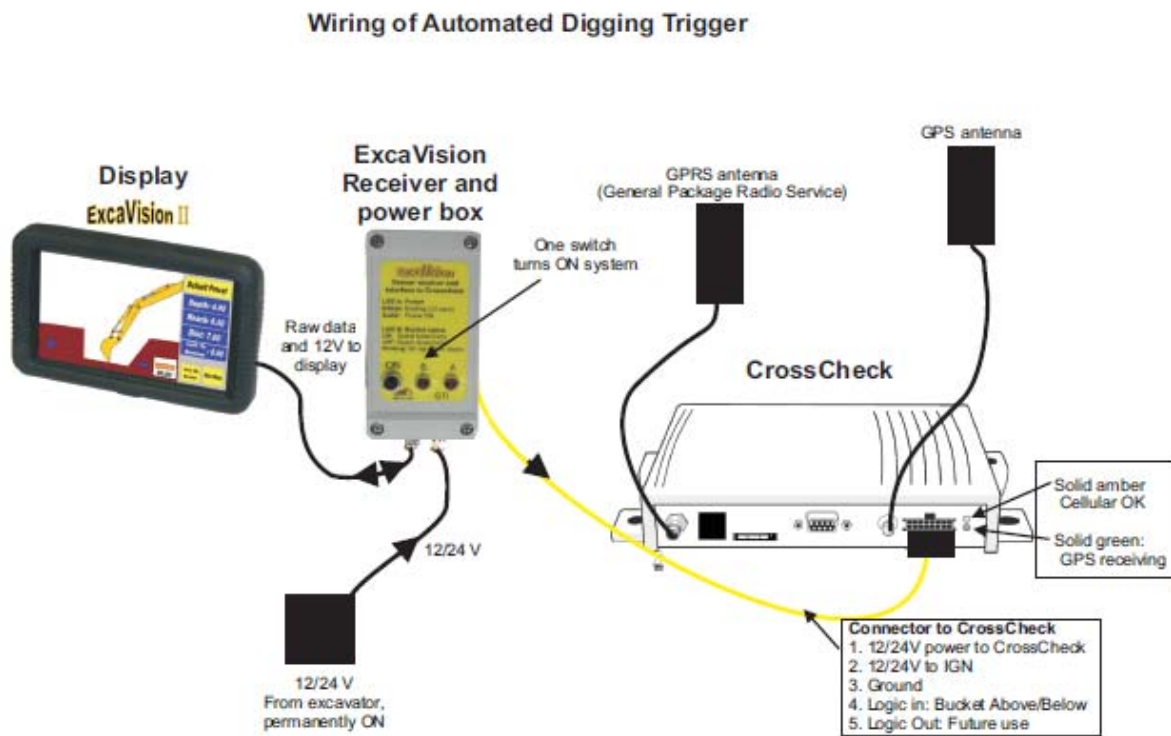 Wiring of Automated Digging Trigger
GPS antenna
ExcaVision
Receiver and
power box
GPRS antenna
(General Package Radio Service)
Display
ExcaVision II
One switch
turns ON system
Raw data
and 12V to
display
ON
CrossCheck
Solid amber
Cellular OK
Solid green:
GPS receiving
12/24 V
12/24 V
From excavator,
permanently ON
Connector to CrossCheck
1. 12/24V power to CrossCheck
2. 12/24V to IGN
3. Ground
4. Logic in: Bucket Above/Below
5. Logic Out: Future use